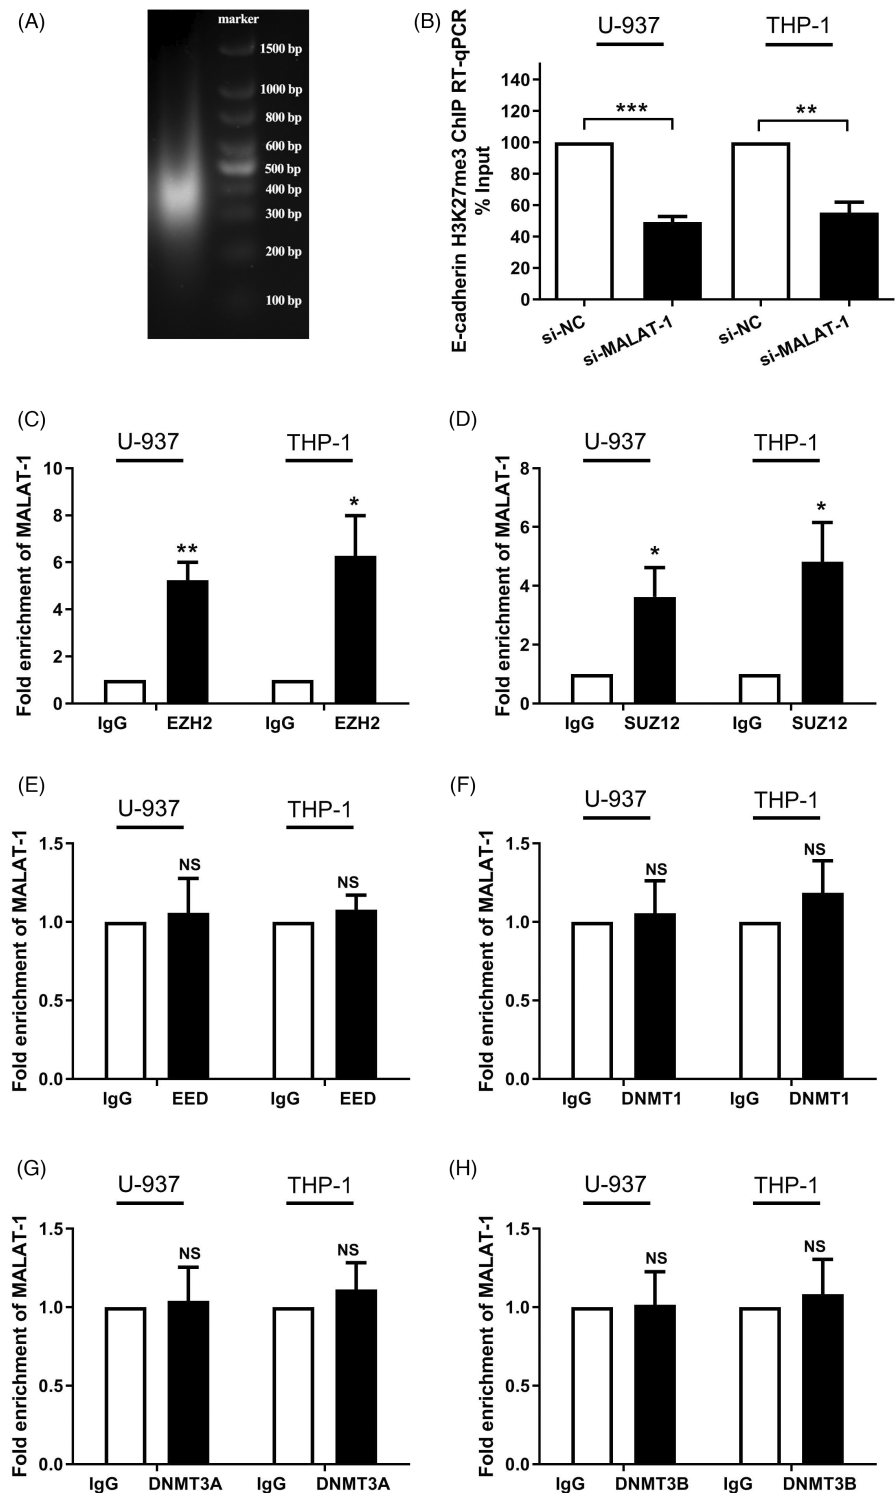 (A)
marker
1500 bp
1000 bp
800 bp
600 bp
500 bp
400 bp
300 bp
200 bp
100 bp
(B)
U-937 THP-1
E-cadherin H3K27me3 ChIP RT-qPCR
% Input
140
120
100
80
60
40
20
0
*** **
si-NC si-MALAT-1 si-NC si-MALAT-1
(C)
U-937 THP-1
Fold enrichment of MALAT-1
10
8
6
4
2
0
** *
IgG EZH2 IgG EZH2
(D)
U-937 THP-1
Fold enrichment of MALAT-1
8
6
4
2
0
* *
IgG SUZ12 IgG SUZ12
(E)
U-937 THP-1
Fold enrichment of MALAT-1
1.5
1.0
0.5
0.0
NS NS
IgG EED IgG EED
(F)
U-937 THP-1
Fold enrichment of MALAT-1
1.5
1.0
0.5
0.0
NS NS
IgG DNMT1 IgG DNMT1
(G)
U-937 THP-1
Fold enrichment of MALAT-1
1.5
1.0
0.5
0.0
NS NS
IgG DNMT3A IgG DNMT3A
(H)
U-937 THP-1
Fold enrichment of MALAT-1
1.5
1.0
0.5
0.0
NS NS
IgG DNMT3B IgG DNMT3B